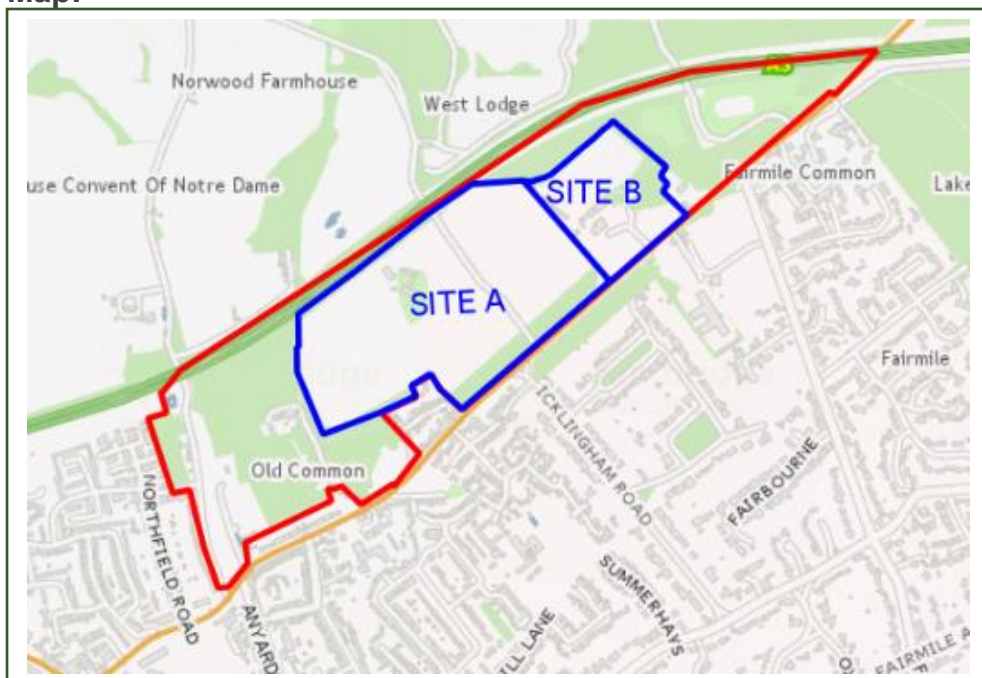 Map:
Norwood Farmhouse
West Lodge
A3
use Convent Of Notre Dame
Fairmile Common
Lake
SITE B
SITE A
Fairmile
Old Common
ICKLINGHAM ROAD
FAIRBOURNE
NORTHFIELD ROAD
SUMMERHAYS
ANYARD
ILL LANE
FAIRMILE A